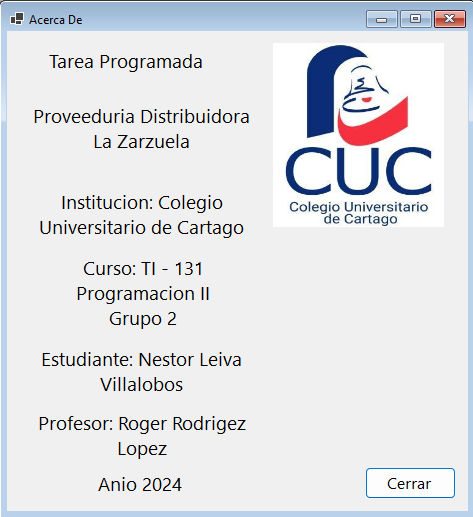 Acerca De
Tarea Programada
Proveeduria Distribuidora
La Zarzuela
Institucion: Colegio
Universitario de Cartago
Curso: TI - 131
Programacion II
Grupo 2
Estudiante: Nestor Leiva
Villalobos
Profesor: Roger Rodrigez
Lopez
Anio 2024
CUC
Colegio Universitario
de Cartago
Cerrar